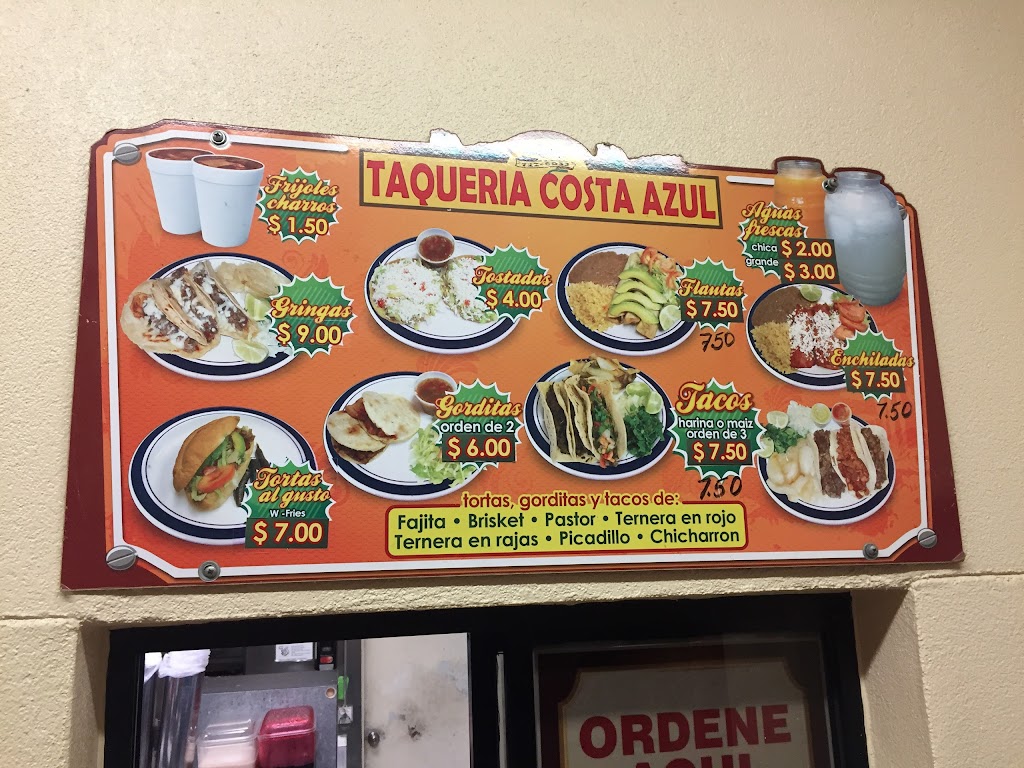 TAQUERIA COSTA AZUL
Frijoles
charros
$ 1.50
Aguas
frescas
chica $ 2.00
grande $ 3.00
Gringas
$ 9.00
Tostadas
$ 4.00
Flautas
$ 7.50
750
Enchiladas
$ 7.50
7.50
Tortas
al gusto
W -Fries
$ 7.00
Gorditas
orden de 2
$ 6.00
Tacos
harina o maiz
orden de 3
$ 7.50
7.50
tortas, gorditas y tacos de:
Fajita • Brisket • Pastor • Ternera en rojo
Ternera en rajas • Picadillo • Chicharron
ORDENE
AQUI